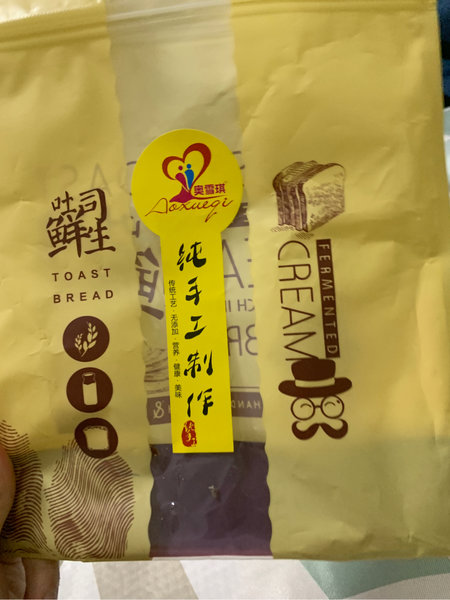 吐司
鲜生
TOAST
BREAD
奥雪琪
Aoxueqi
纯手工制作
传统工艺·无添加·营养·健康·美味
FERMENTED
CREAM